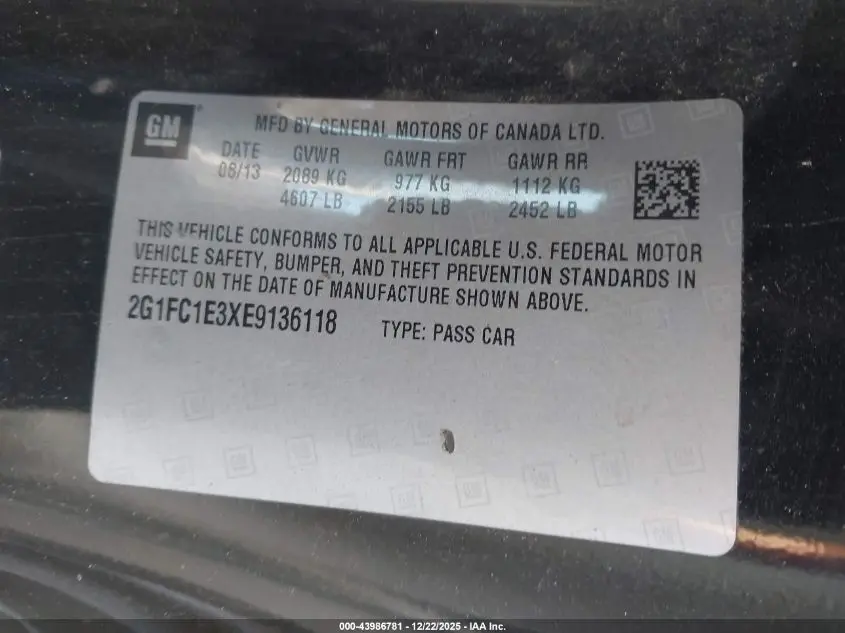 GM
MFD BY GENERAL MOTORS OF CANADA LTD.
DATE GVWR GAWR FRT GAWR RR
08/13 2089 KG 977 KG 1112 KG
4607 LB 2155 LB 2452 LB
THIS VEHICLE CONFORMS TO ALL APPLICABLE U.S. FEDERAL MOTOR
VEHICLE SAFETY, BUMPER, AND THEFT PREVENTION STANDARDS IN
EFFECT ON THE DATE OF MANUFACTURE SHOWN ABOVE.
2G1FC1E3XE9136118 TYPE: PASS CAR
000-43986781 - 12/22/2025 - IAA Inc.